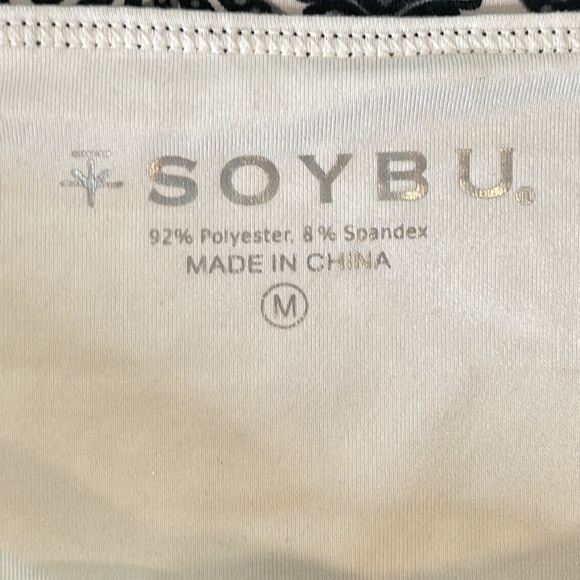 SOYBU®
92% Polyester, 8% Spandex
MADE IN CHINA
M